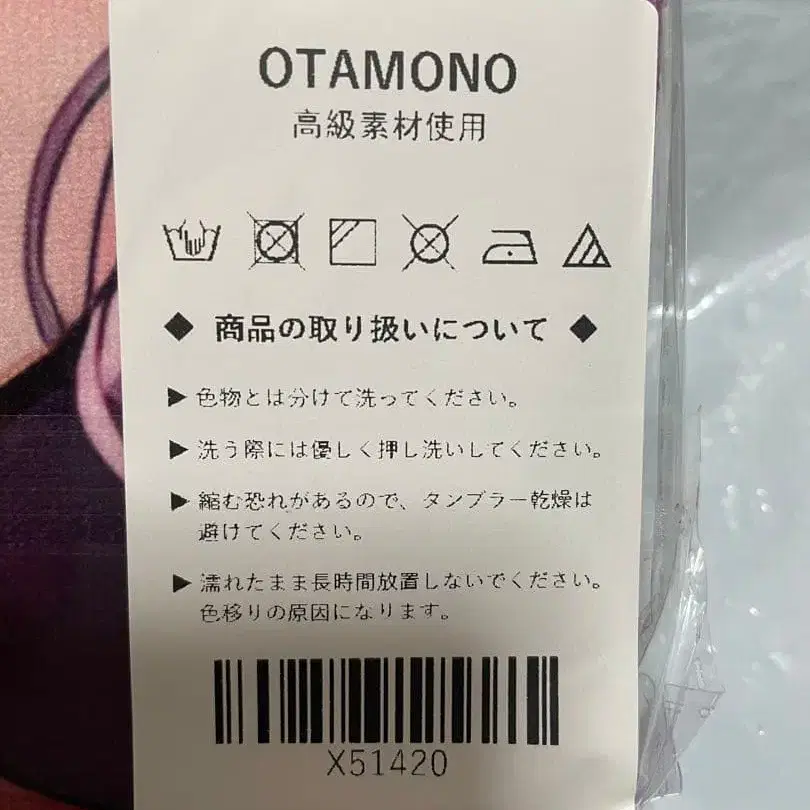 OTAMONO
高級素材使用
◆ 商品の取り扱いについて ◆
▶ 色物とは分けて洗ってください。
▶ 洗う際には優しく押し洗いしてください。
▶ 縮む恐れがあるので、タンブラー乾燥は
避けてください。
▶ 濡れたまま長時間放置しないでください。
色移りの原因になります。
X51420